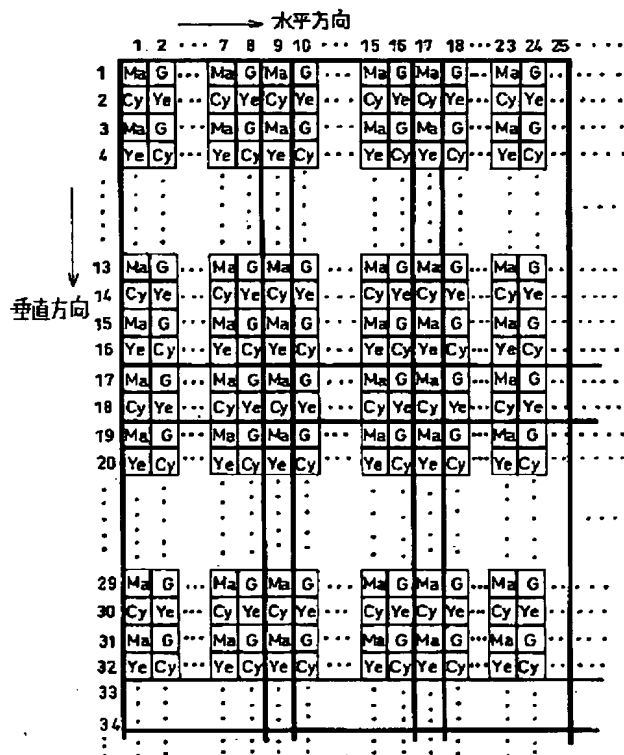 水平方向
1 2 ··· 7 8 9 10 ···· 15 16 17 18 ··· 23 24 25 ····
1 Ma G ··· Ma G Ma G ···· Ma G Ma G ··· Ma G ····
2 Cy Ye ··· Cy Ye Cy Ye ···· Cy Ye Cy Ye ··· Cy Ye ····
3 Ma G ··· Ma G Ma G ···· Ma G Ma G ··· Ma G ····
4 Ye Cy ··· Ye Cy Ye Cy ···· Ye Cy Ye Cy ··· Ye Cy ····
垂直方向
13 Ma G ··· Ma G Ma G ···· Ma G Ma G ··· Ma G ····
14 Cy Ye ··· Cy Ye Cy Ye ···· Cy Ye Cy Ye ··· Cy Ye ····
15 Ma G ··· Ma G Ma G ···· Ma G Ma G ··· Ma G ····
16 Ye Cy ··· Ye Cy Ye Cy ···· Ye Cy Ye Cy ··· Ye Cy ····
17 Ma G ··· Ma G Ma G ···· Ma G Ma G ··· Ma G ····
18 Cy Ye ··· Cy Ye Cy Ye ···· Cy Ye Cy Ye ··· Cy Ye ····
19 Ma G ··· Ma G Ma G ···· Ma G Ma G ··· Ma G ····
20 Ye Cy ··· Ye Cy Ye Cy ···· Ye Cy Ye Cy ··· Ye Cy ····
29 Ma G ··· Ma G Ma G ···· Ma G Ma G ··· Ma G ····
30 Cy Ye ··· Cy Ye Cy Ye ···· Cy Ye Cy Ye ··· Cy Ye ····
31 Ma G ··· Ma G Ma G ···· Ma G Ma G ··· Ma G ····
32 Ye Cy ··· Ye Cy Ye Cy ···· Ye Cy Ye Cy ··· Ye Cy ····
33
34